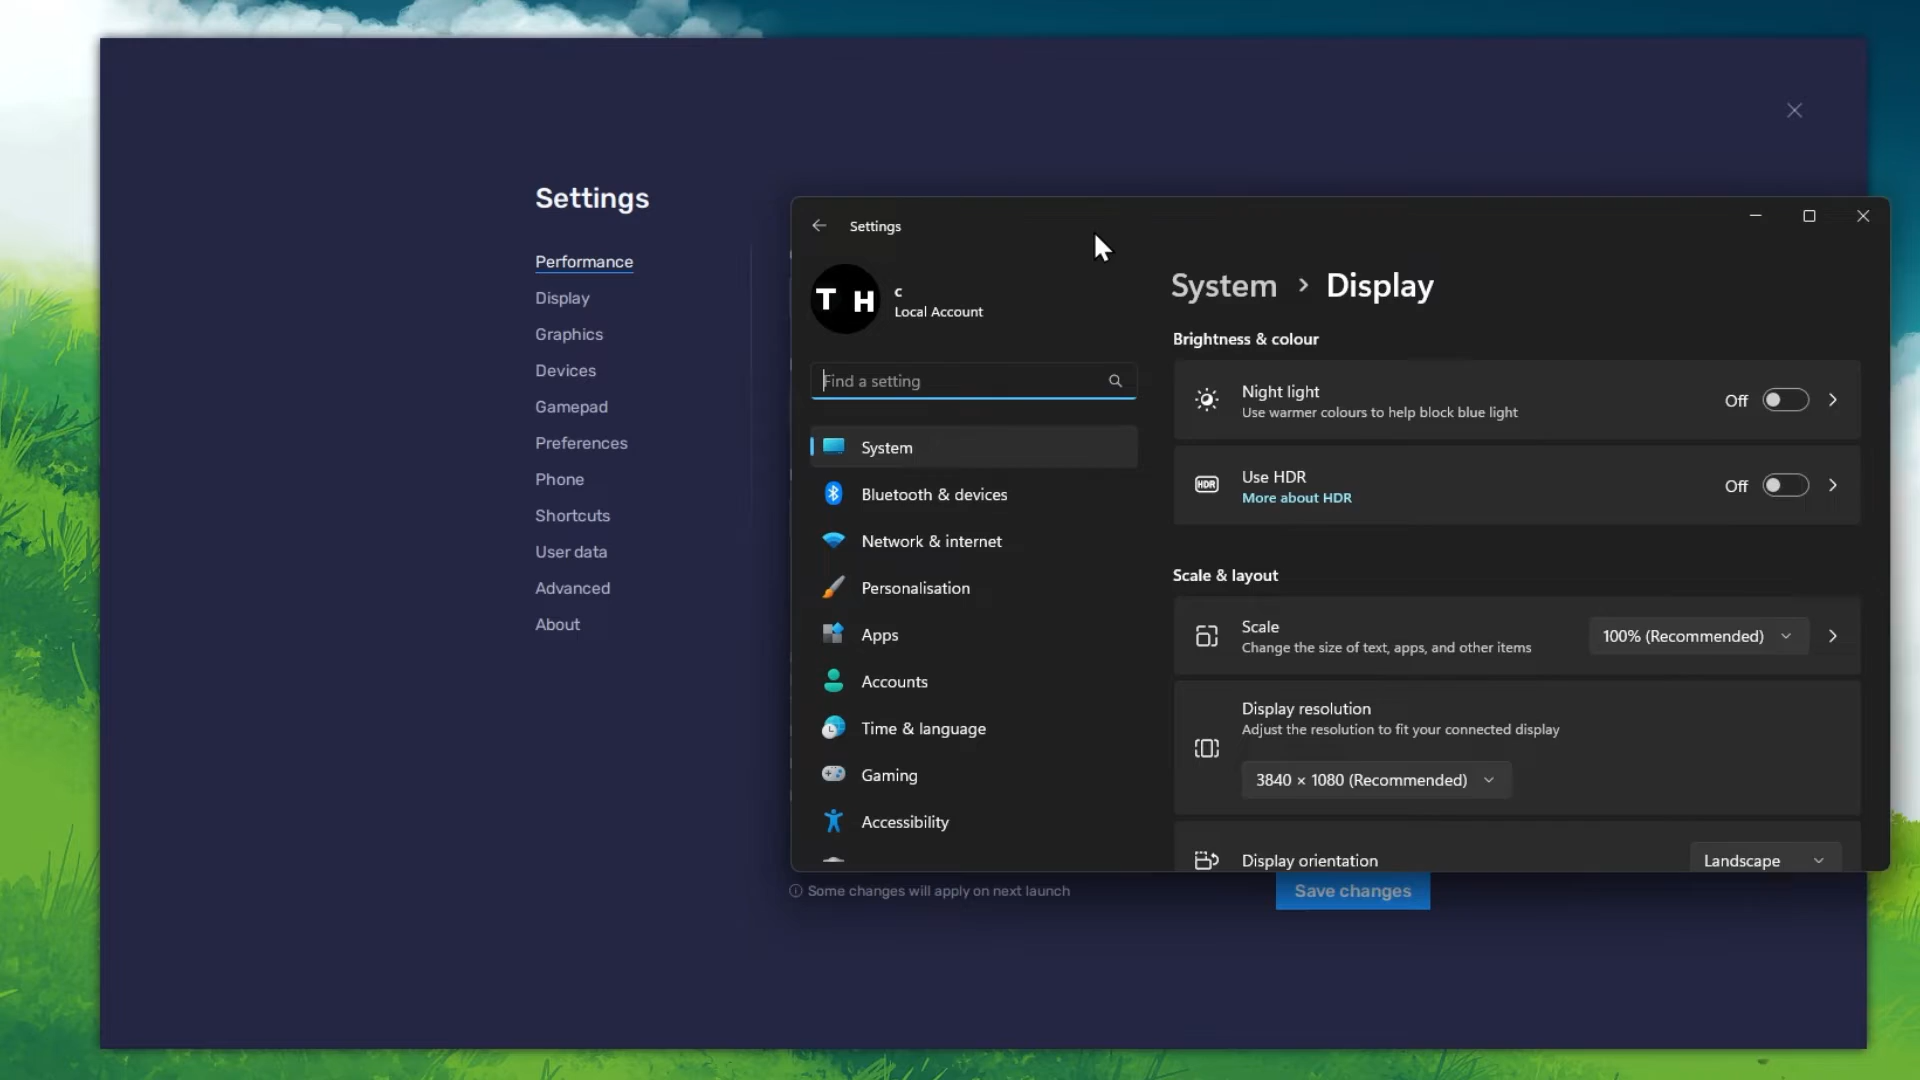 Settings
Performance
Display
Graphics
Devices
Gamepad
Preferences
Phone
Shortcuts
User data
Advanced
About
Settings
T H
c
Local Account
Find a setting
System
Bluetooth & devices
Network & internet
Personalisation
Apps
Accounts
Time & language
Gaming
Accessibility
System > Display
Brightness & colour
Night light
Use warmer colours to help block blue light
Off
HDR
Use HDR
More about HDR
Off
Scale & layout
Scale
Change the size of text, apps, and other items
100% (Recommended)
Display resolution
Adjust the resolution to fit your connected display
3840 × 1080 (Recommended)
Display orientation
Landscape
Some changes will apply on next launch
Save changes